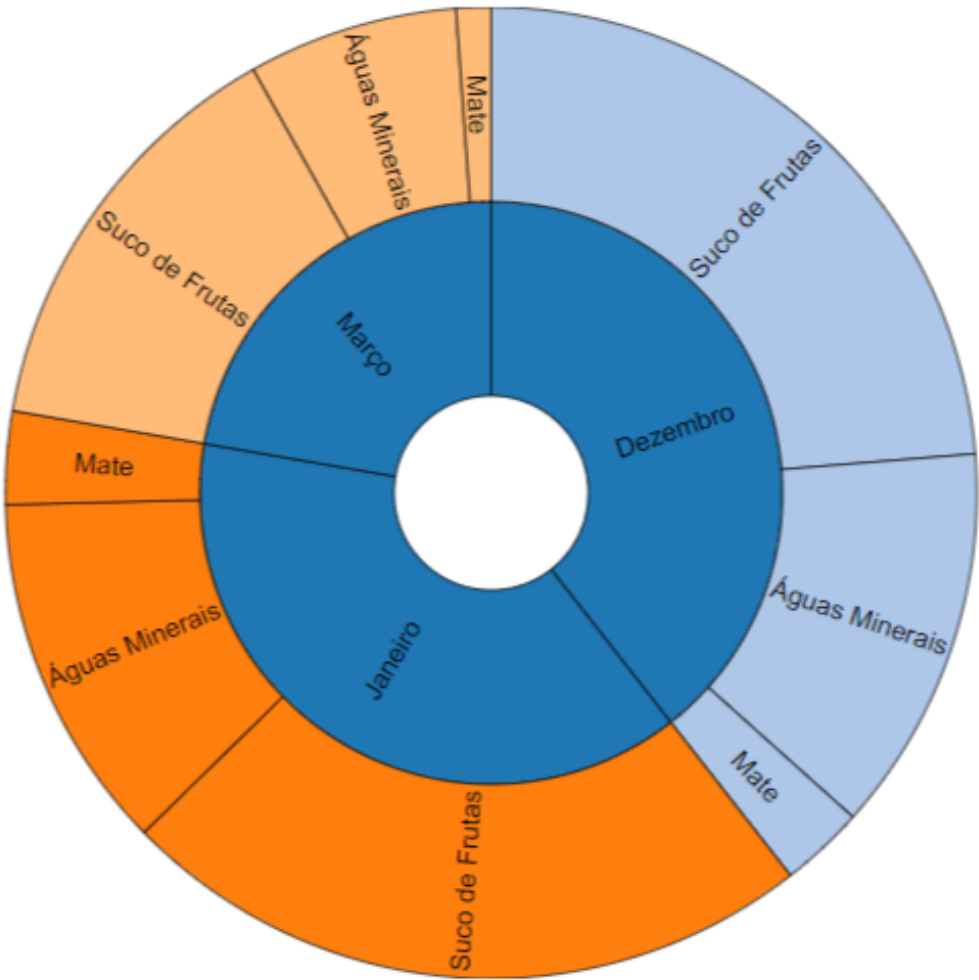 Dezembro
Suco de Frutas
Águas Minerais
Mate
Janeiro
Suco de Frutas
Águas Minerais
Mate
Março
Suco de Frutas
Águas Minerais
Mate